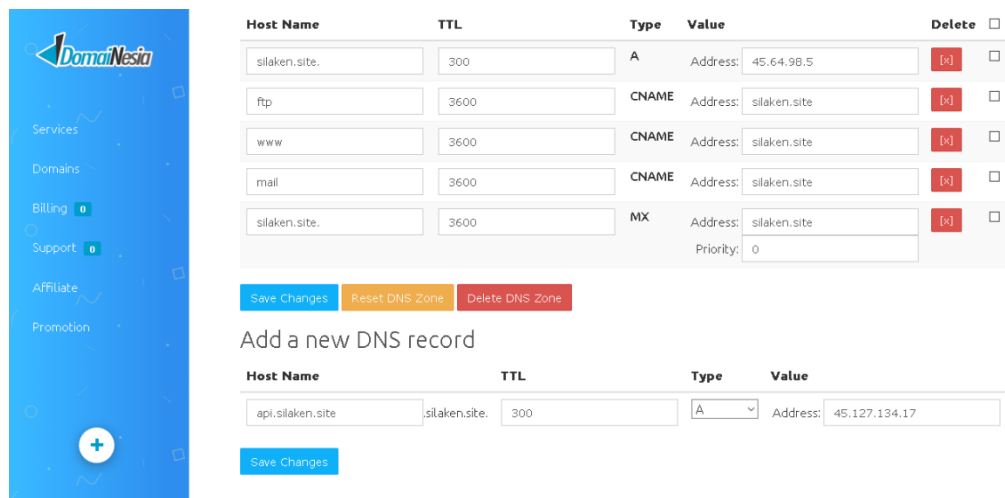 DomaiNesia
Services
Domains
Billing 0
Support 0
Affiliate
Promotion
+
Host Name TTL Type Value Delete
silaken.site. 300 A Address: 45.64.98.5 [x]
ftp 3600 CNAME Address: silaken.site [x]
www 3600 CNAME Address: silaken.site [x]
mail 3600 CNAME Address: silaken.site [x]
silaken.site. 3600 MX Address: silaken.site [x]
Priority: 0
Save Changes Reset DNS Zone Delete DNS Zone
Add a new DNS record
Host Name TTL Type Value
api.silaken.site .silaken.site. 300 A Address: 45.127.134.17
Save Changes